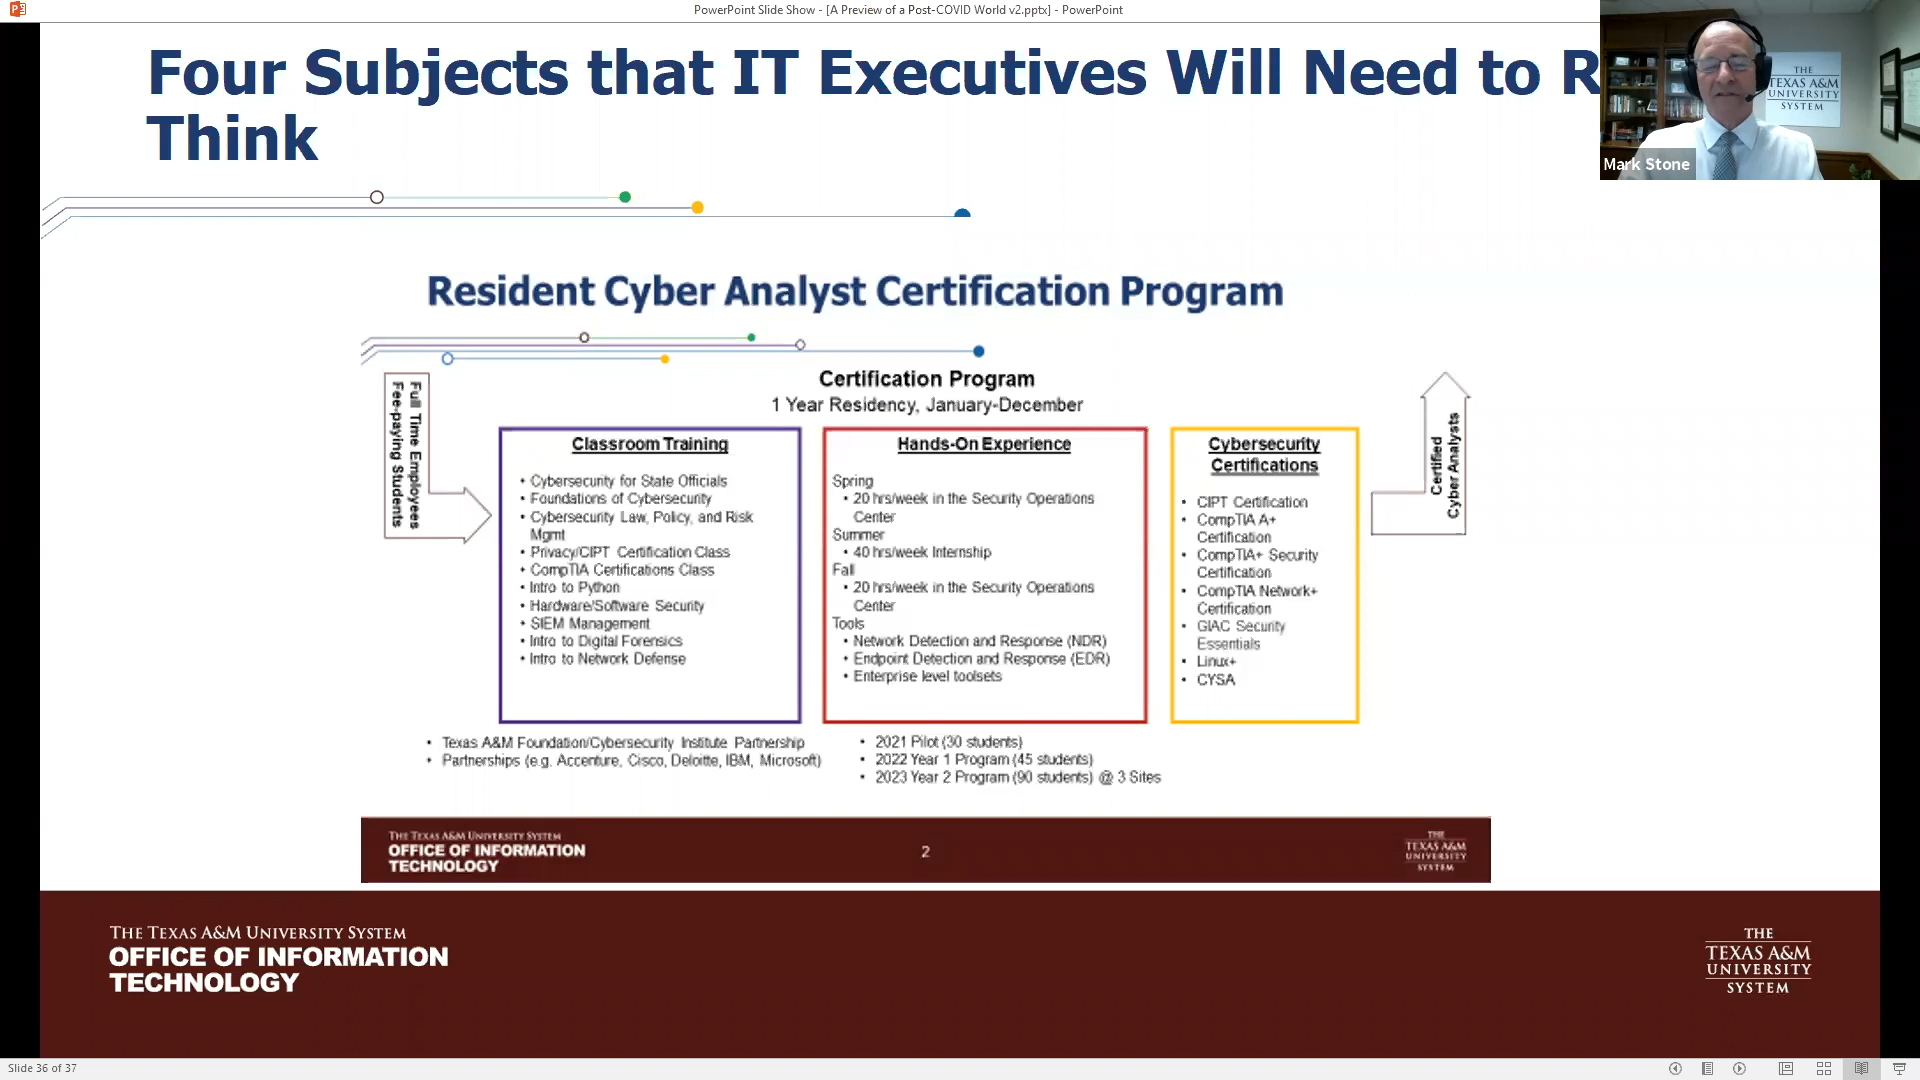 PowerPoint Slide Show - [A Preview of a Post-COVID World v2.pptx] - PowerPoint
Four Subjects that IT Executives Will Need to R
Think
THE
TEXAS A&M
UNIVERSITY
SYSTEM
Mark Stone
Resident Cyber Analyst Certification Program
Full Time Employees
Fee-paying Students
Certification Program
1 Year Residency, January-December
Classroom Training
• Cybersecurity for State Officials
• Foundations of Cybersecurity
• Cybersecurity Law, Policy, and Risk
Mgmt
• Privacy/CIPT Certification Class
• CompTIA Certifications Class
• Intro to Python
• Hardware/Software Security
• SIEM Management
• Intro to Digital Forensics
• Intro to Network Defense
Hands-On Experience
Spring
• 20 hrs/week in the Security Operations
Center
Summer
• 40 hrs/week Internship
Fall
• 20 hrs/week in the Security Operations
Center
Tools
• Network Detection and Response (NDR)
• Endpoint Detection and Response (EDR)
• Enterprise level toolsets
Cybersecurity
Certifications
• CIPT Certification
• CompTIA A+
Certification
• CompTIA+ Security
Certification
• CompTIA Network+
Certification
• GIAC Security
Essentials
• Linux+
• CYSA
Certified
Cyber Analysts
• Texas A&M Foundation/Cybersecurity Institute Partnership
• Partnerships (e.g. Accenture, Cisco, Deloitte, IBM, Microsoft)
• 2021 Pilot (30 students)
• 2022 Year 1 Program (45 students)
• 2023 Year 2 Program (90 students) @ 3 Sites
THE TEXAS A&M UNIVERSITY SYSTEM
OFFICE OF INFORMATION
TECHNOLOGY
2
THE
TEXAS A&M
UNIVERSITY
SYSTEM
THE TEXAS A&M UNIVERSITY SYSTEM
OFFICE OF INFORMATION
TECHNOLOGY
THE
TEXAS A&M
UNIVERSITY
SYSTEM
Slide 36 of 37